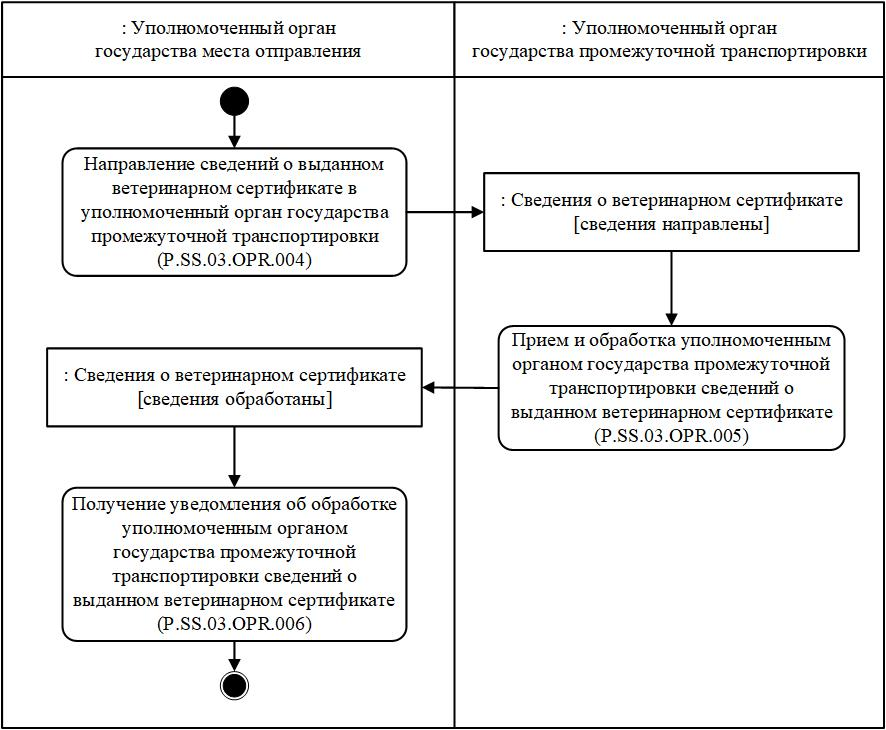 : Уполномоченный орган
государства места отправления
: Уполномоченный орган
государства промежуточной транспортировки
Направление сведений о выданном
ветеринарном сертификате в
уполномоченный орган государства
промежуточной транспортировки
(P.SS.03.OPR.004)
: Сведения о ветеринарном сертификате
[сведения направлены]
Прием и обработка уполномоченным
органом государства промежуточной
транспортировки сведений о
выданном ветеринарном сертификате
(P.SS.03.OPR.005)
: Сведения о ветеринарном сертификате
[сведения обработаны]
Получение уведомления об обработке
уполномоченным органом
государства промежуточной
транспортировки сведений о
выданном ветеринарном сертификате
(P.SS.03.OPR.006)